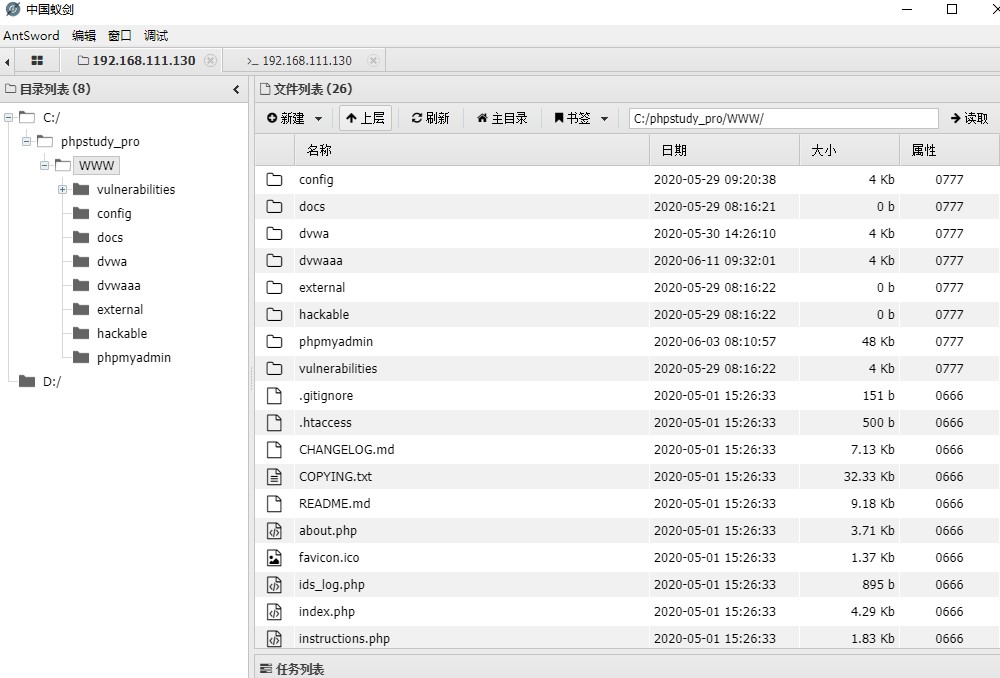 中国蚁剑
AntSword 编辑 窗口 调试
192.168.111.130 >_ 192.168.111.130
目录列表 (8)
C:/
phpstudy_pro
WWW
vulnerabilities
config
docs
dvwa
dvwaaa
external
hackable
phpmyadmin
D:/
文件列表 (26)
新建 上层 刷新 主目录 书签 C:/phpstudy_pro/WWW/ 读取
名称 日期 大小 属性
config 2020-05-29 09:20:38 4 Kb 0777
docs 2020-05-29 08:16:21 0 b 0777
dvwa 2020-05-30 14:26:10 4 Kb 0777
dvwaaa 2020-06-11 09:32:01 4 Kb 0777
external 2020-05-29 08:16:22 0 b 0777
hackable 2020-05-29 08:16:22 0 b 0777
phpmyadmin 2020-06-03 08:10:57 48 Kb 0777
vulnerabilities 2020-05-29 08:16:22 4 Kb 0777
.gitignore 2020-05-01 15:26:33 151 b 0666
.htaccess 2020-05-01 15:26:33 500 b 0666
CHANGELOG.md 2020-05-01 15:26:33 7.13 Kb 0666
COPYING.txt 2020-05-01 15:26:33 32.33 Kb 0666
README.md 2020-05-01 15:26:33 9.18 Kb 0666
about.php 2020-05-01 15:26:33 3.71 Kb 0666
favicon.ico 2020-05-01 15:26:33 1.37 Kb 0666
ids_log.php 2020-05-01 15:26:33 895 b 0666
index.php 2020-05-01 15:26:33 4.29 Kb 0666
instructions.php 2020-05-01 15:26:33 1.83 Kb 0666
任务列表